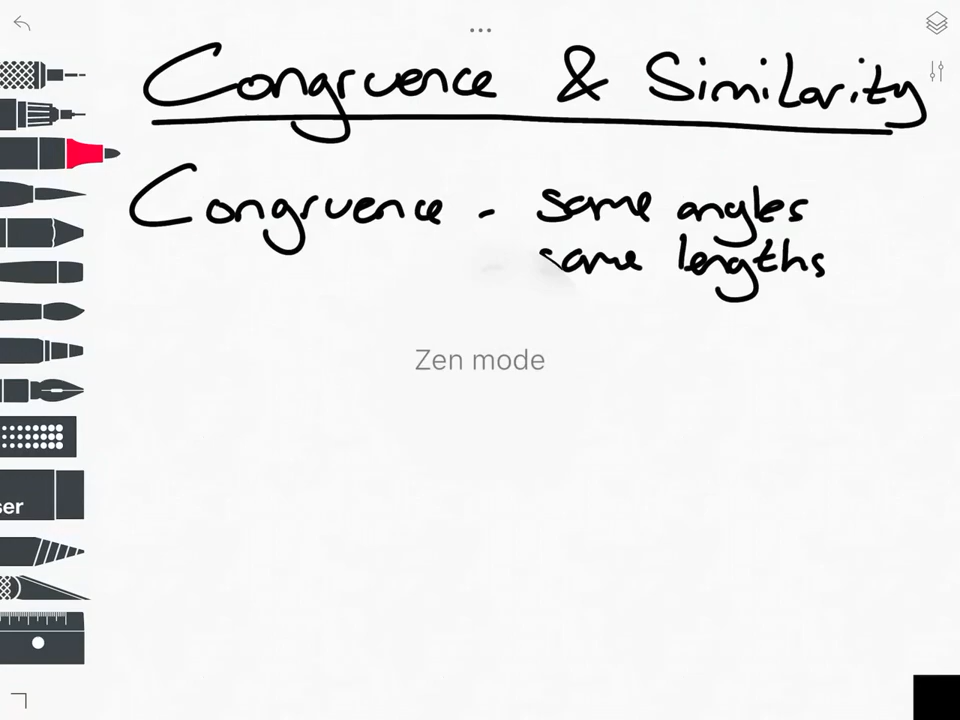 Congruence & Similarity
Congruence - same angles
same lengths
Zen mode
ser